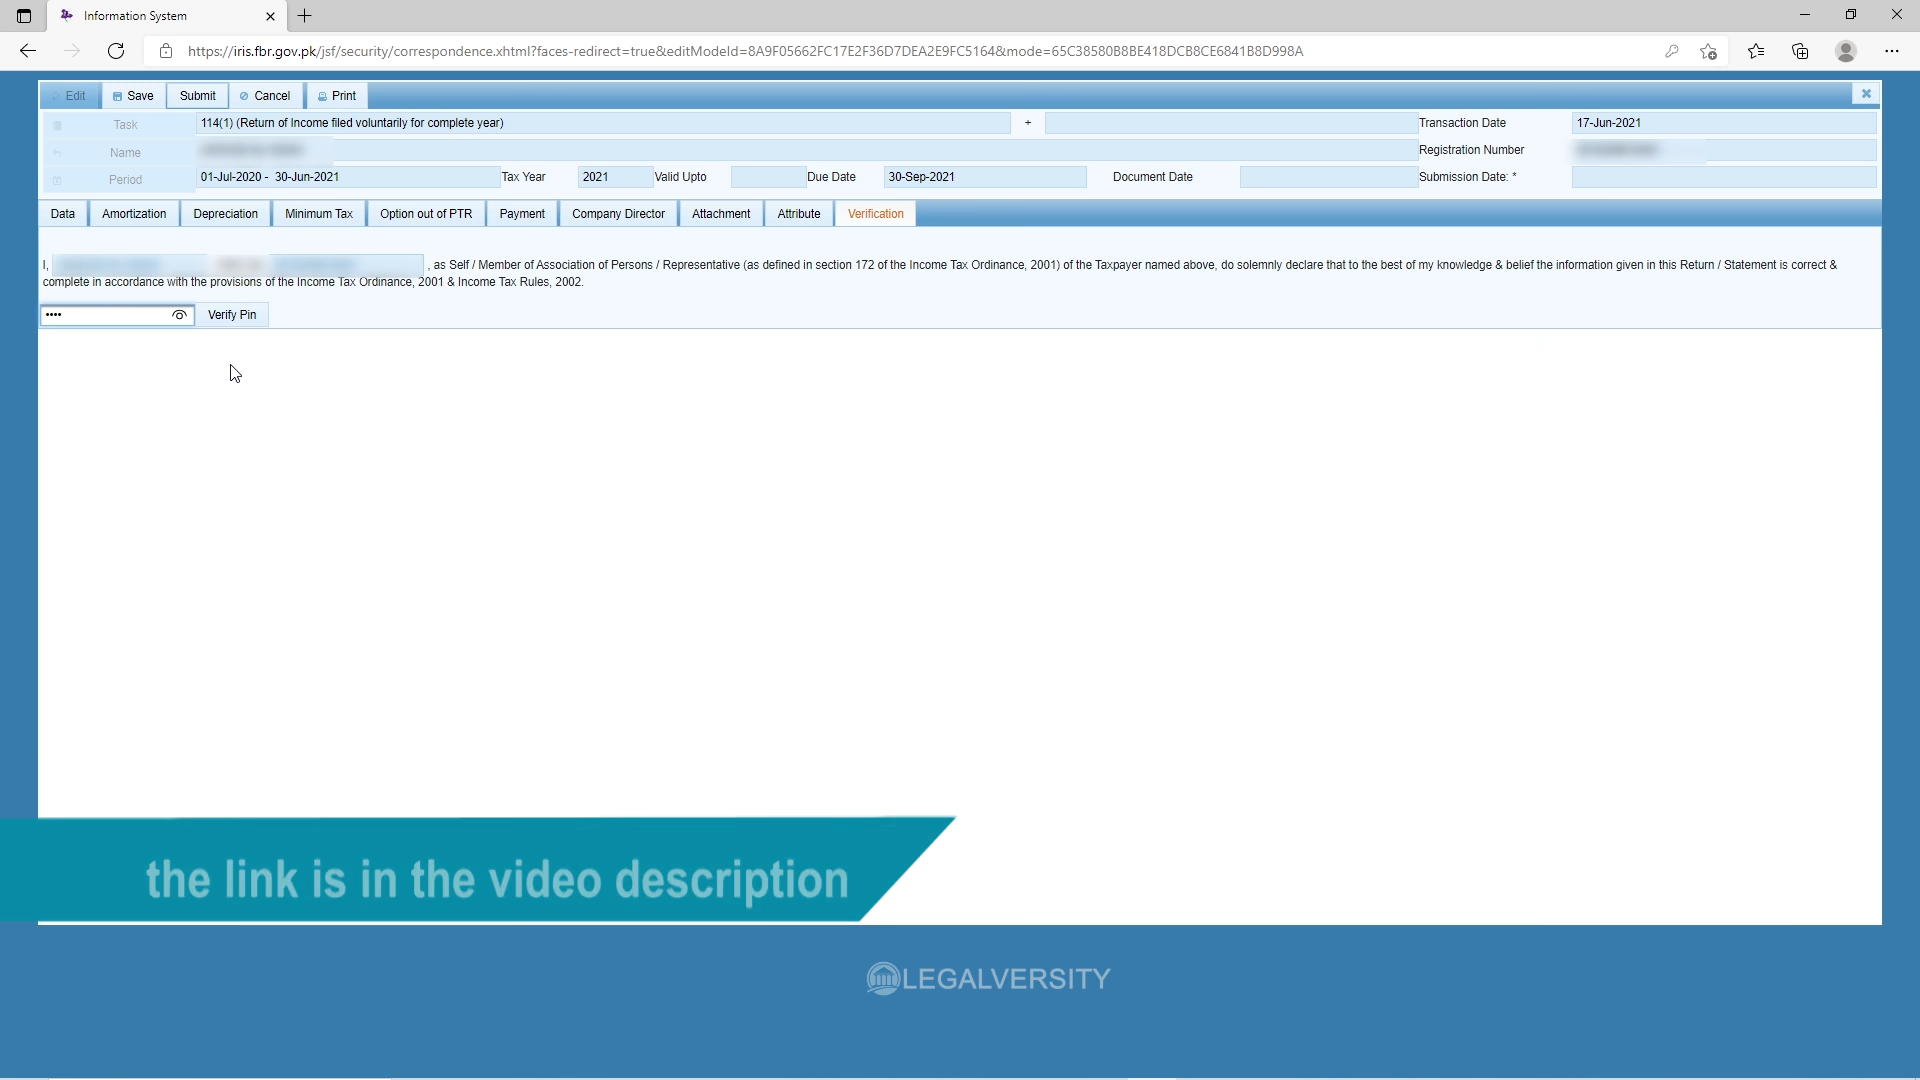 Information System
https://iris.fbr.gov.pk/jsf/security/correspondence.xhtml?faces-redirect=true&editModeId=8A9F05662FC17E2F36D7DEA2E9FC5164&mode=65C38580B8BE418DCB8CE6841B8D998A
Edit Save Submit Cancel Print
Task 114(1) (Return of Income filed voluntarily for complete year) + Transaction Date 17-Jun-2021
Name Registration Number
Period 01-Jul-2020 - 30-Jun-2021 Tax Year 2021 Valid Upto Due Date 30-Sep-2021 Document Date Submission Date: *
Data Amortization Depreciation Minimum Tax Option out of PTR Payment Company Director Attachment Attribute Verification
I, , as Self / Member of Association of Persons / Representative (as defined in section 172 of the Income Tax Ordinance, 2001) of the Taxpayer named above, do solemnly declare that to the best of my knowledge & belief the information given in this Return / Statement is correct &
complete in accordance with the provisions of the Income Tax Ordinance, 2001 & Income Tax Rules, 2002.
•••• Verify Pin
the link is in the video description
LEGALVERSITY